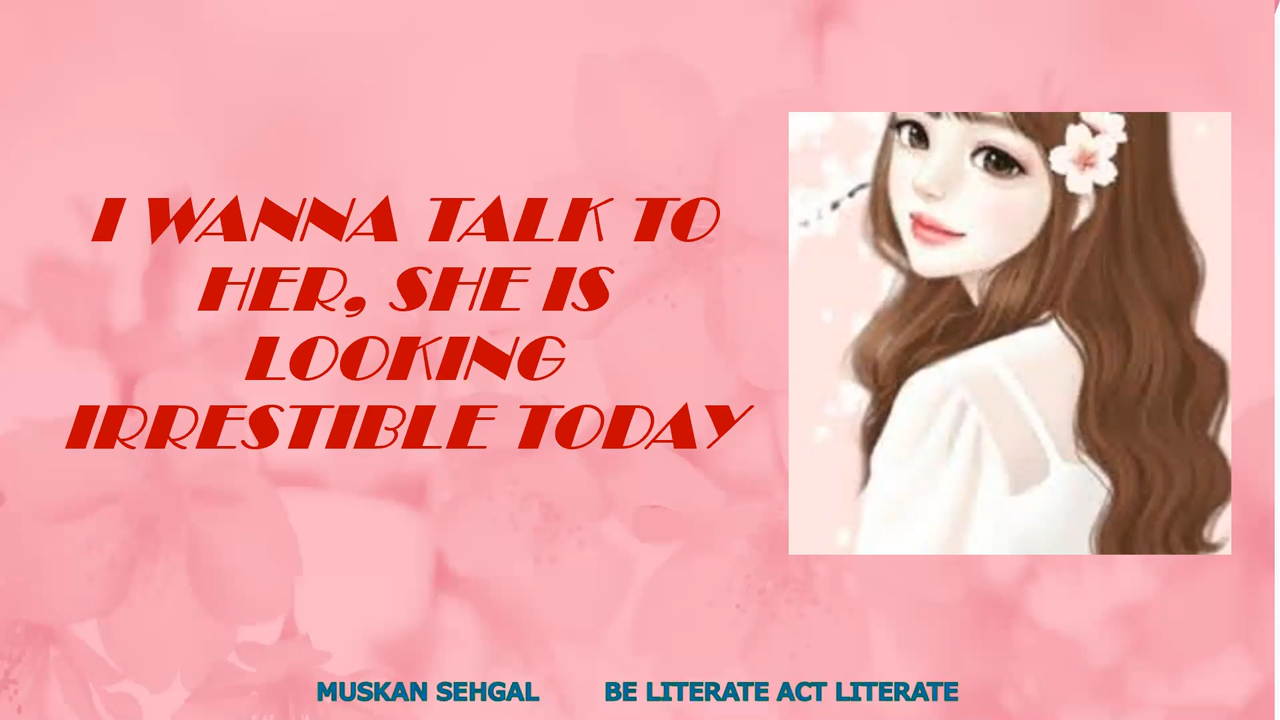 I WANNA TALK TO
HER, SHE IS
LOOKING
IRRESTIBLE TODAY
MUSKAN SEHGAL BE LITERATE ACT LITERATE